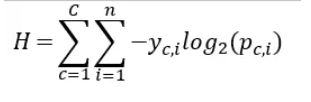 H = \sum_{c=1}^{C} \sum_{i=1}^{n} -y_{c,i} log_2(p_{c,i})